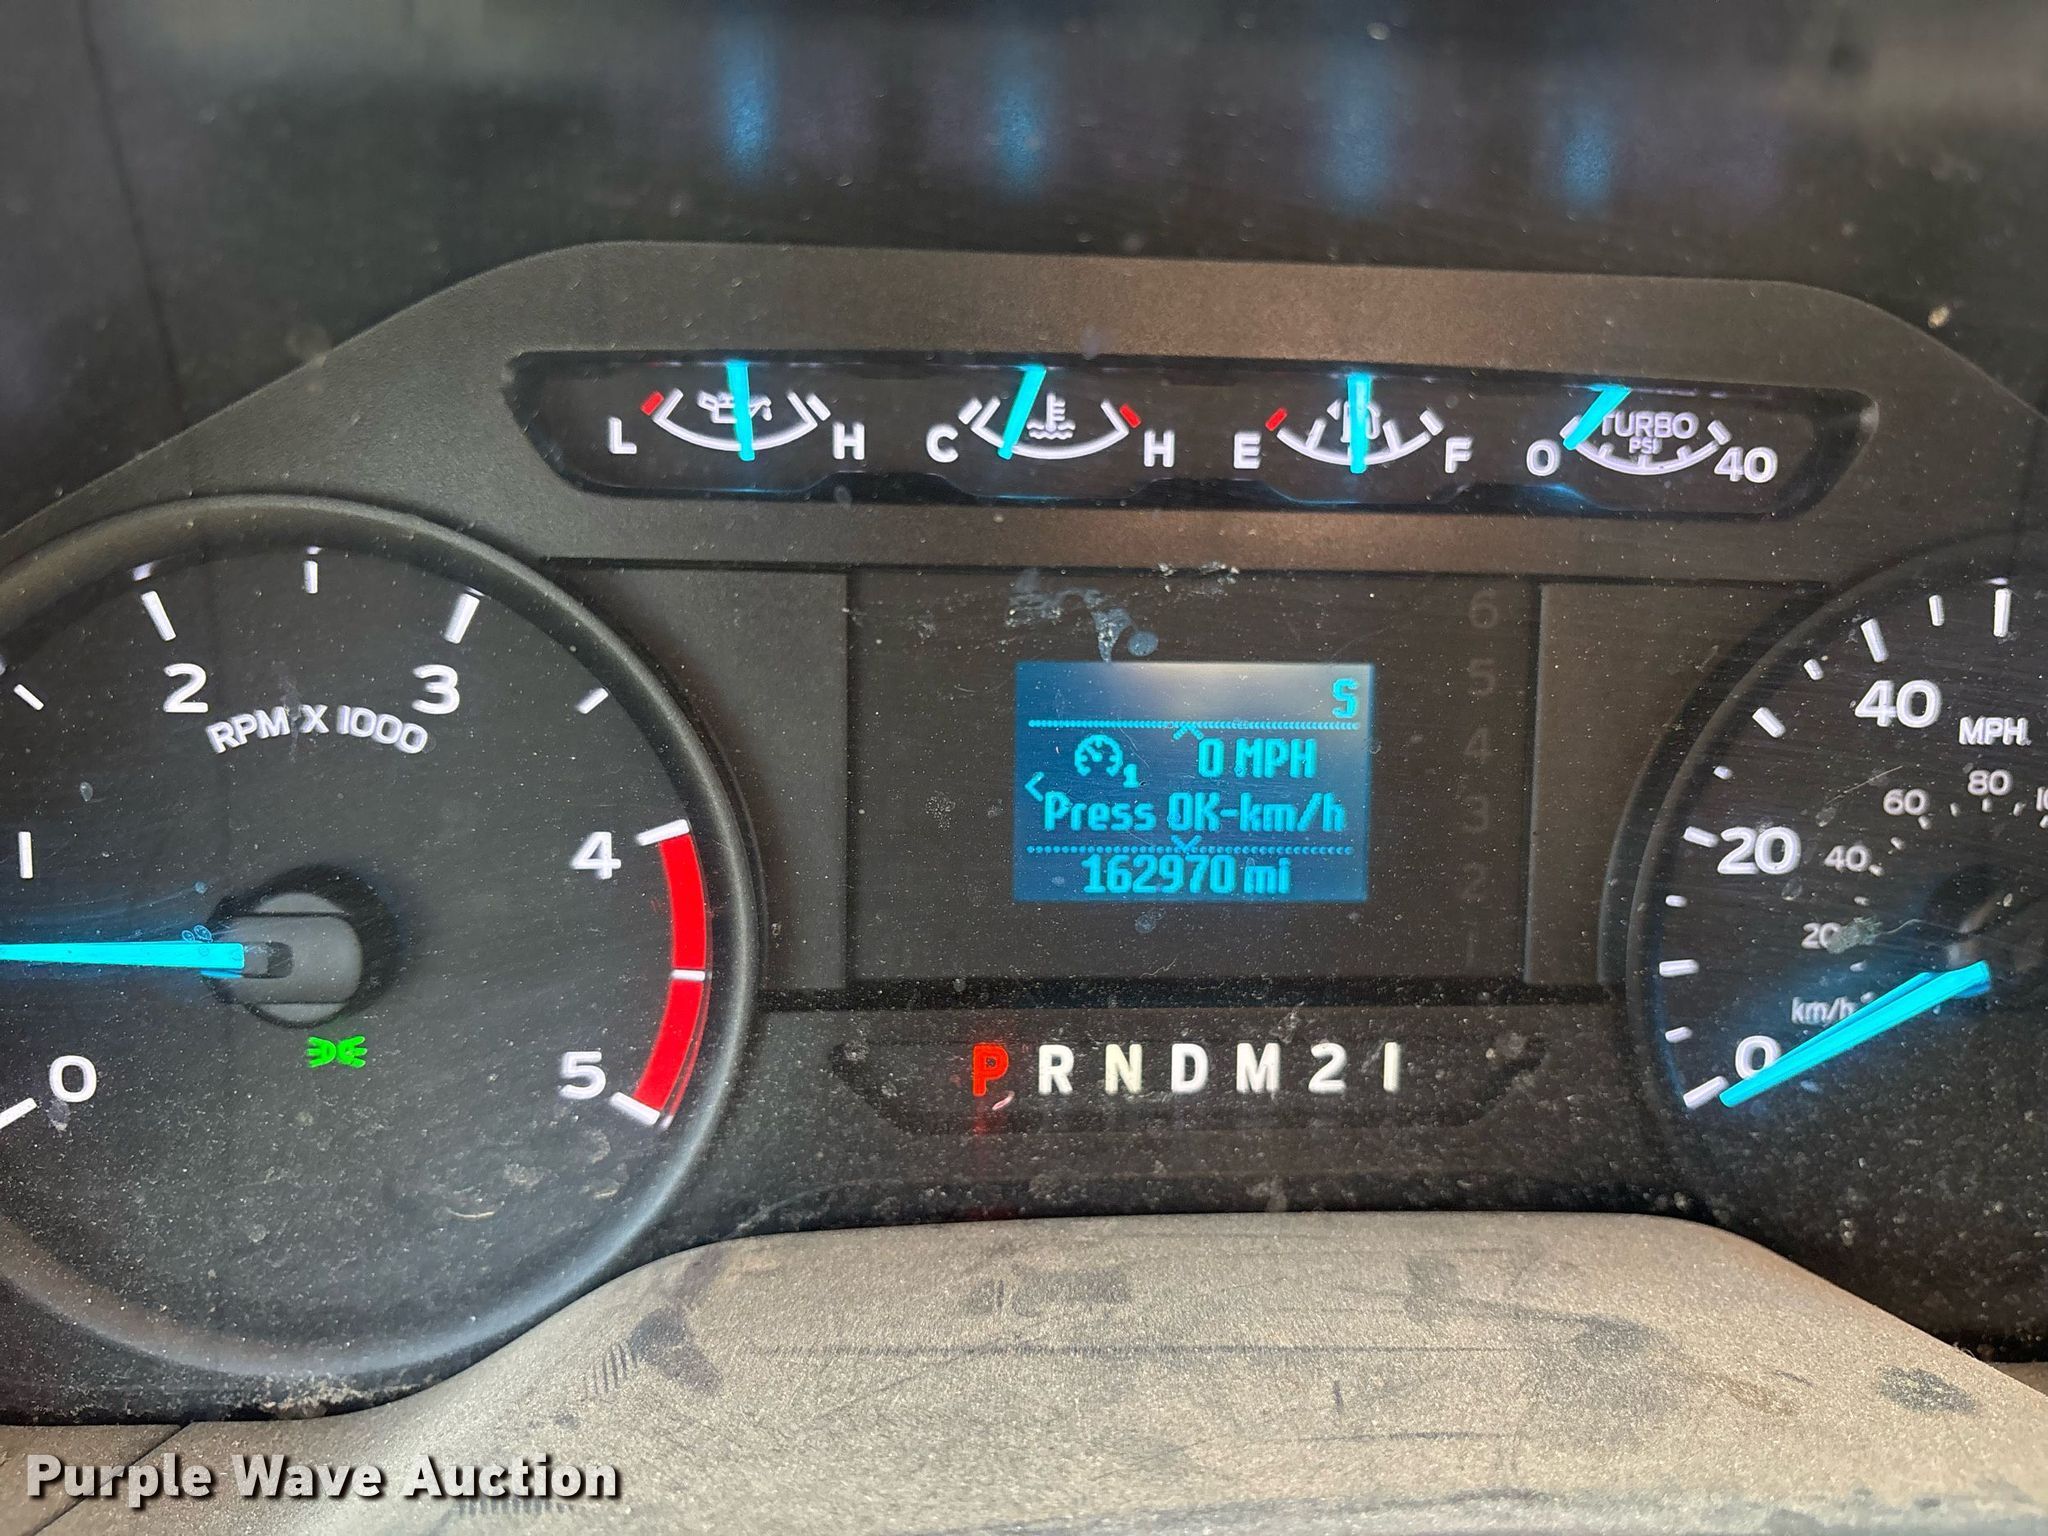 L H C H E F 0 TURBO PSI 40
6
5
4
3
2
1
S
0 MPH
1
Press OK-km/h
162970 mi
0 1 2 3 4 5
RPM X 1000
P R N D M 2 1
0 20 40
MPH
20 40 60 80
km/h
Purple Wave Auction